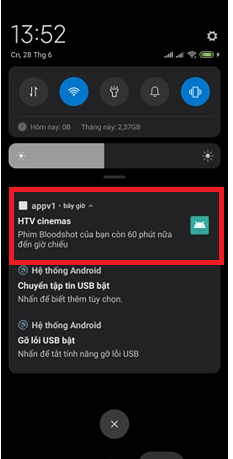 13:52
CN, 28 Thg 6
Hôm nay: 0B Tháng này: 2,37GB
appv1 • bây giờ
HTV cinemas
Phim Bloodshot của bạn còn 60 phút nữa
đến giờ chiếu
Hệ thống Android
Chuyển tập tin USB bật
Nhấn để biết thêm tùy chọn.
Hệ thống Android
Gỡ lỗi USB bật
Nhấn để tắt tính năng gỡ lỗi USB